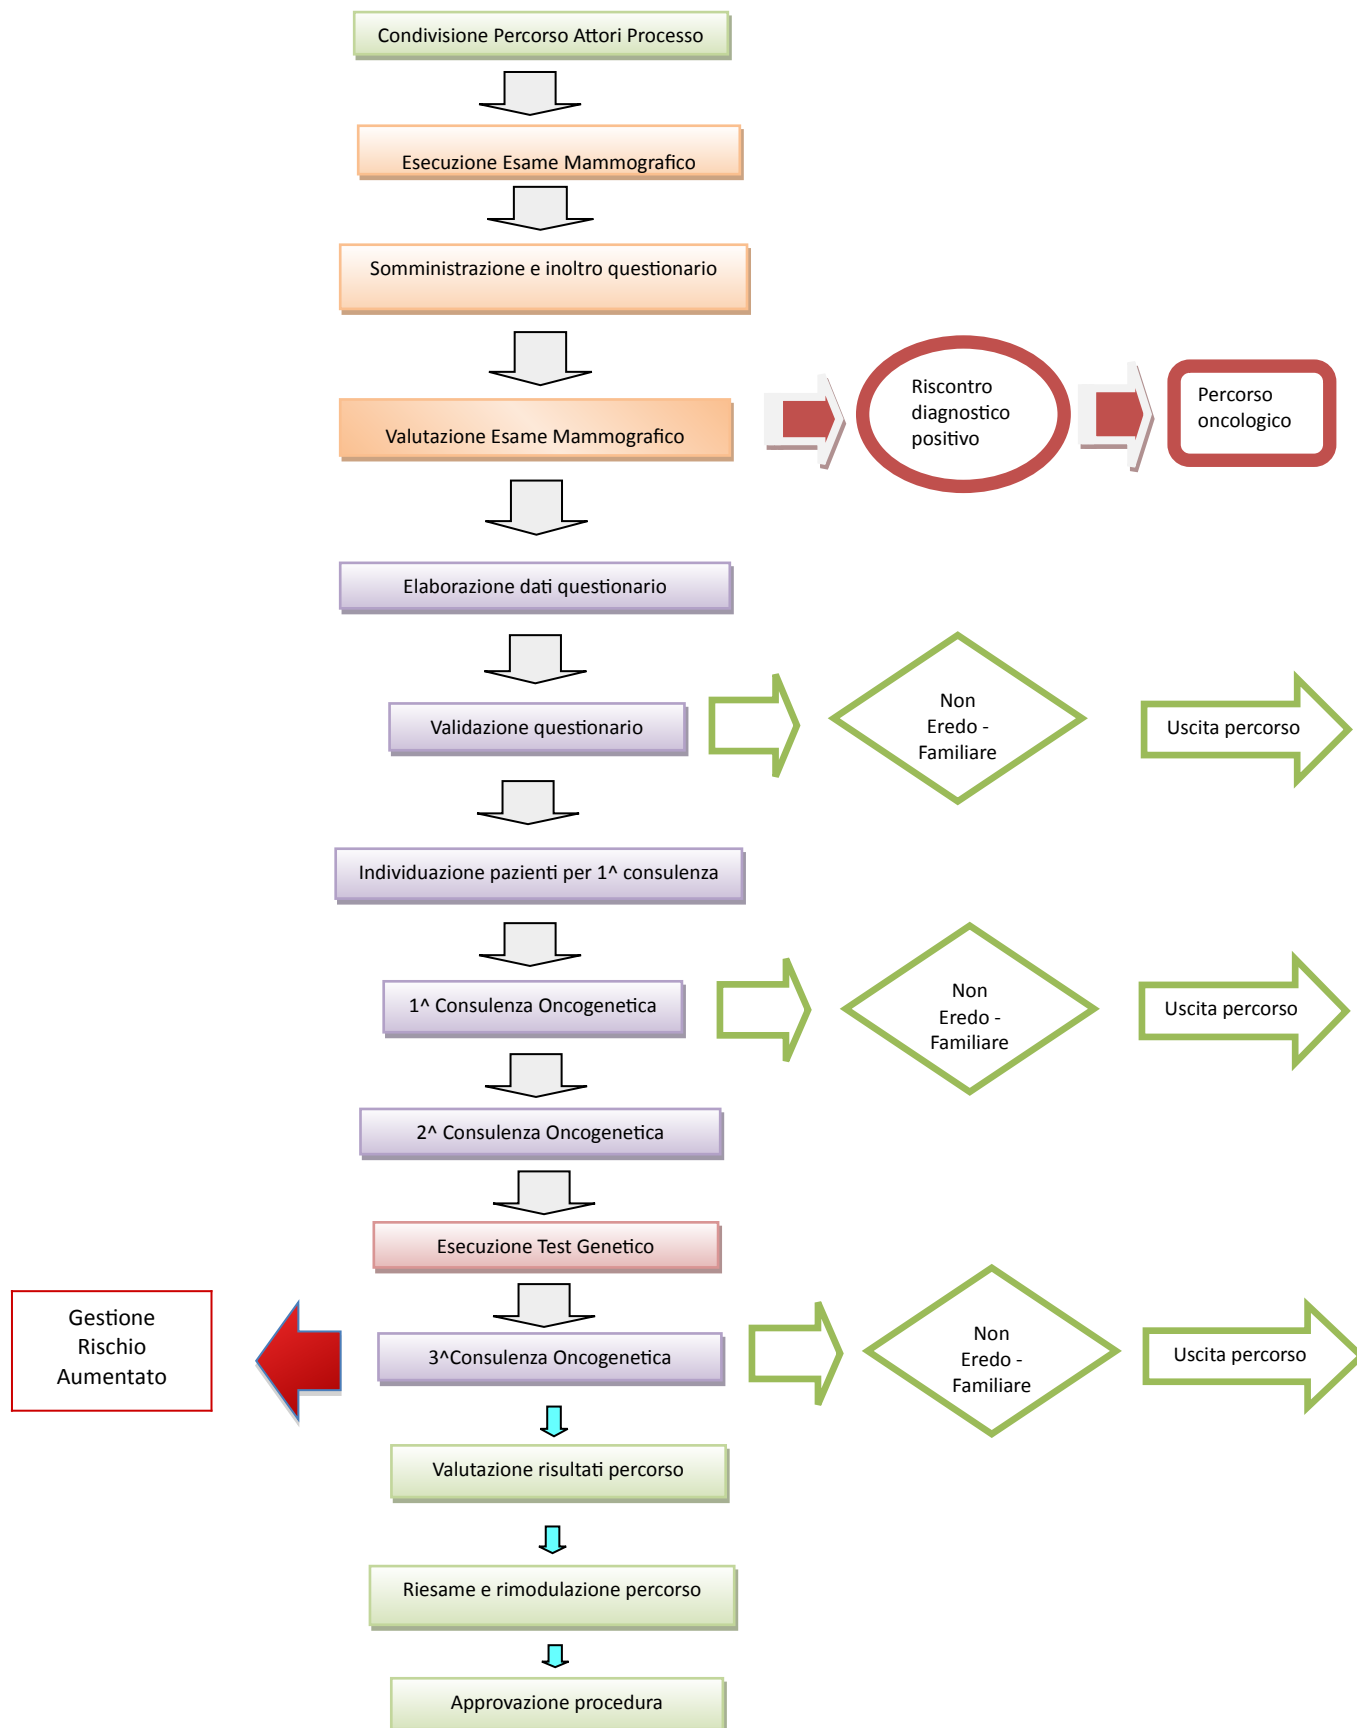 Condivisione Percorso Attori Processo
Esecuzione Esame Mammografico
Somministrazione e inoltro questionario
Valutazione Esame Mammografico
Riscontro
diagnostico
positivo
Percorso
oncologico
Elaborazione dati questionario
Validazione questionario
Non
Eredo -
Familiare
Uscita percorso
Individuazione pazienti per 1^ consulenza
1^ Consulenza Oncogenetica
Non
Eredo -
Familiare
Uscita percorso
2^ Consulenza Oncogenetica
Esecuzione Test Genetico
Gestione
Rischio
Aumentato
3^Consulenza Oncogenetica
Non
Eredo -
Familiare
Uscita percorso
Valutazione risultati percorso
Riesame e rimodulazione percorso
Approvazione procedura